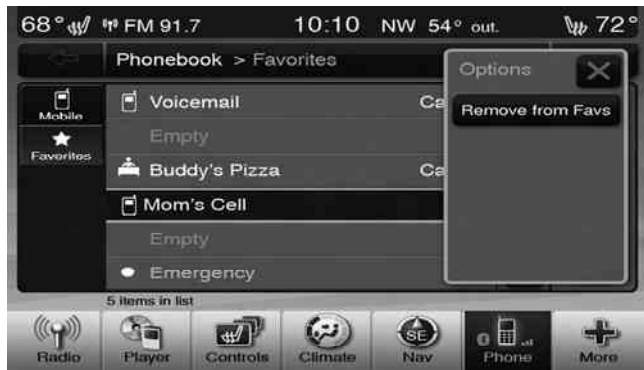 68° FM 91.7 10:10 NW 54° out. 72°
Phonebook > Favorites
Options
Mobile
Voicemail Ca
Remove from Favs
Empty
Favorites
Buddy's Pizza Ca
Mom's Cell
Empty
Emergency
5 items in list
SE
Radio Player Controls Climate Nav Phone More